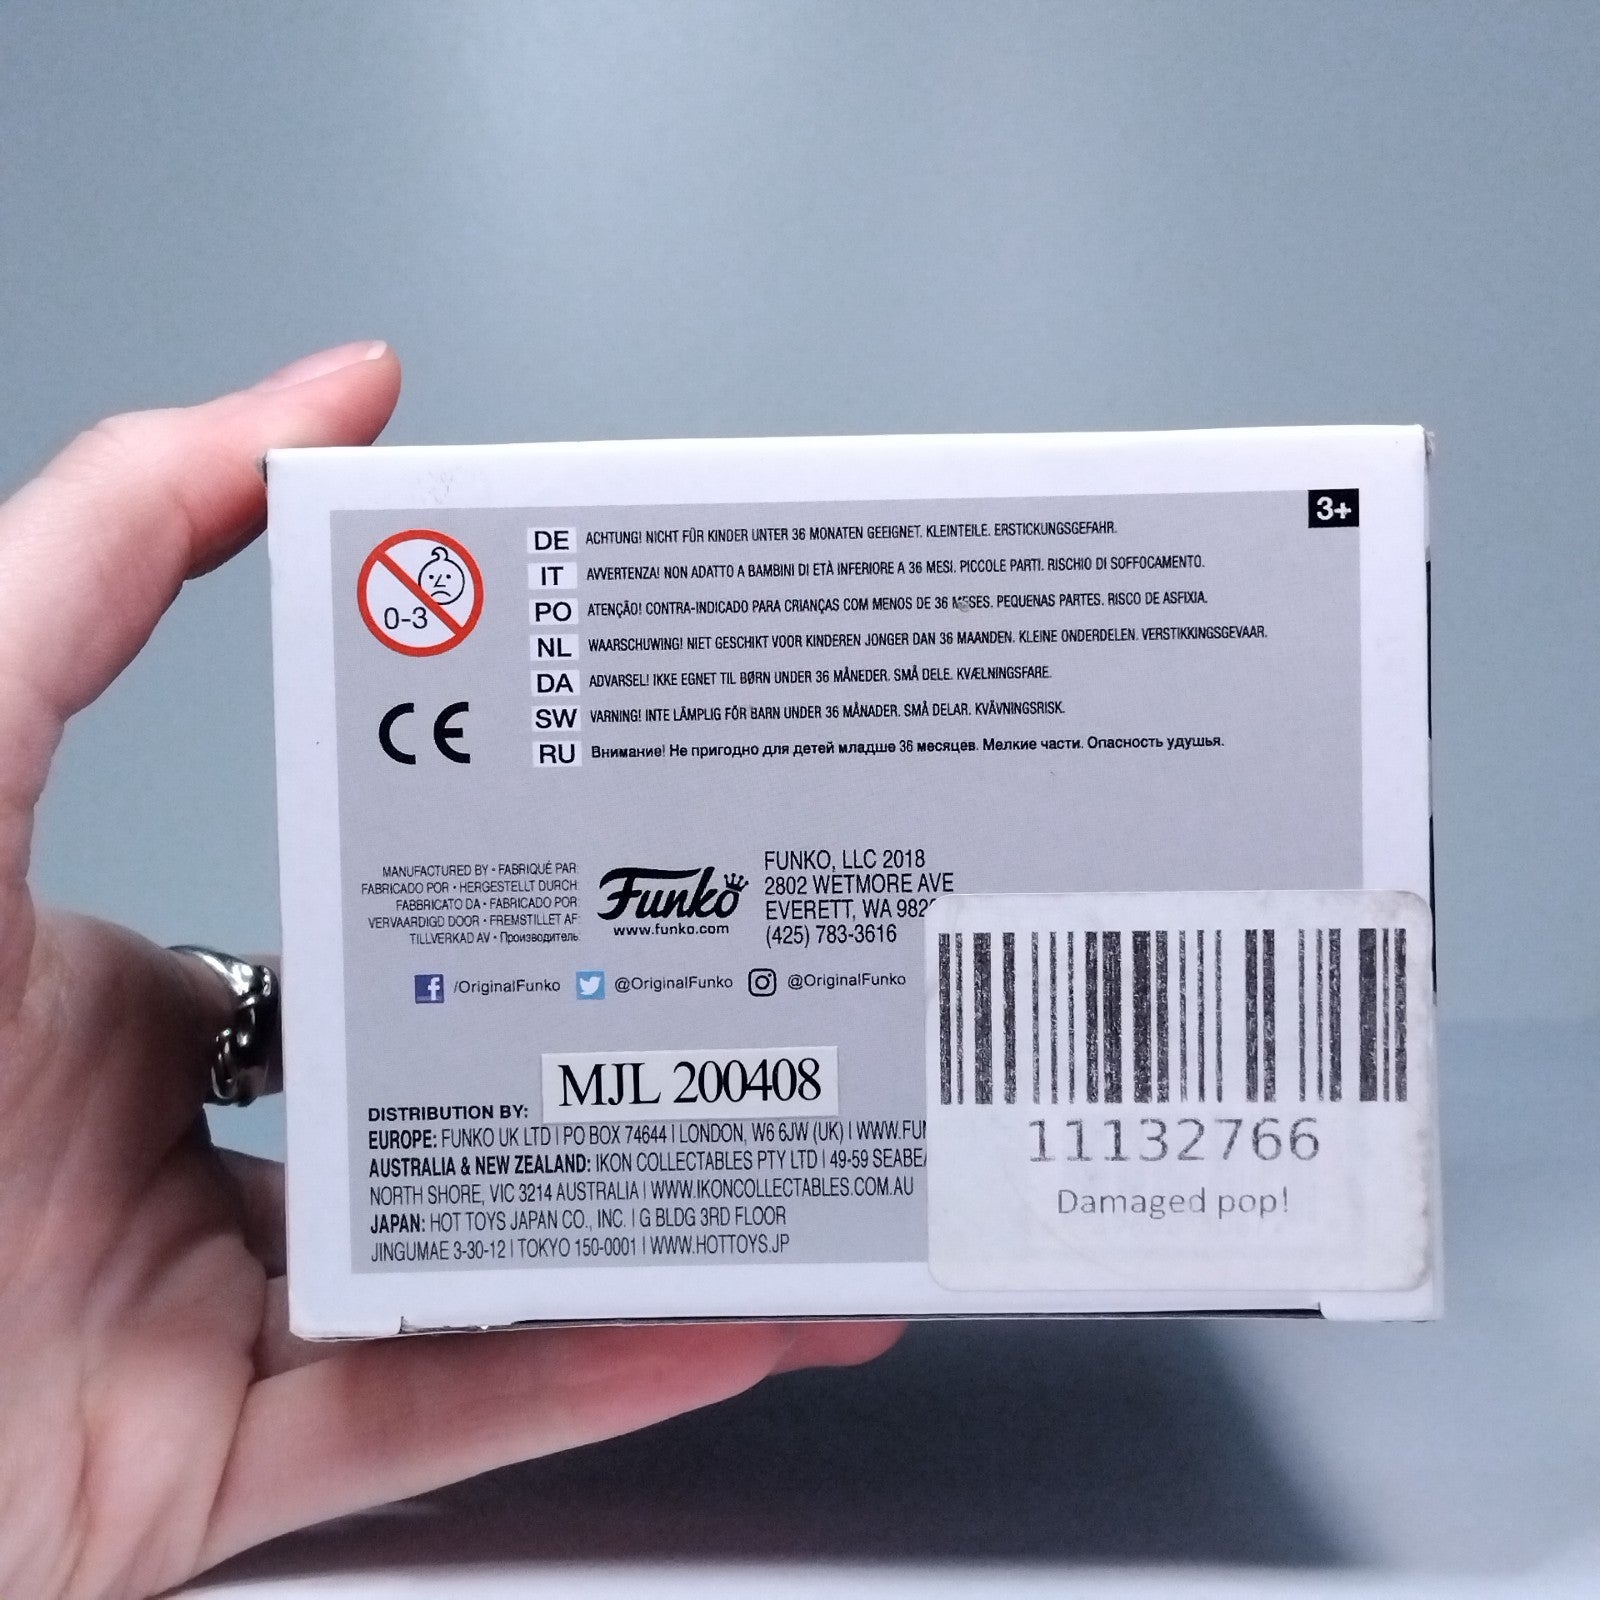 3+
0-3
DE ACHTUNG! NICHT FÜR KINDER UNTER 36 MONATEN GEEIGNET. KLEINTEILE. ERSTICKUNGSGEFAHR.
IT AVVERTENZA! NON ADATTO A BAMBINI DI ETÀ INFERIORE A 36 MESI. PICCOLE PARTI. RISCHIO DI SOFFOCAMENTO.
PO ATENÇÃO! CONTRA-INDICADO PARA CRIANÇAS COM MENOS DE 36 MESES. PEQUENAS PARTES. RISCO DE ASFIXIA.
NL WAARSCHUWING! NIET GESCHIKT VOOR KINDEREN JONGER DAN 36 MAANDEN. KLEINE ONDERDELEN. VERSTIKKINGSGEVAAR.
DA ADVARSEL! IKKE EGNET TIL BØRN UNDER 36 MÅNEDER. SMÅ DELE. KVÆLNINGSFARE.
SW VARNING! INTE LÄMPLIG FÖR BARN UNDER 36 MÅNADER. SMÅ DELAR. KVÄVNINGSRISK.
RU Внимание! Не пригодно для детей младше 36 месяцев. Мелкие части. Опасность удушья.
CE
MANUFACTURED BY • FABRIQUÉ PAR:
FABRICADO POR • HERGESTELLT DURCH:
FABBRICATO DA • FABRICADO POR:
VERVAARDIGD DOOR • FREMSTILLET AF:
TILLVERKAD AV • Производитель:
Funko
www.funko.com
FUNKO, LLC 2018
2802 WETMORE AVE
EVERETT, WA 982
(425) 783-3616
/OriginalFunko @OriginalFunko @OriginalFunko
MJL 200408
DISTRIBUTION BY:
EUROPE: FUNKO UK LTD | PO BOX 74644 | LONDON, W6 6JW (UK) | WWW.FUN
AUSTRALIA & NEW ZEALAND: IKON COLLECTABLES PTY LTD | 49-59 SEABEA
NORTH SHORE, VIC 3214 AUSTRALIA | WWW.IKONCOLLECTABLES.COM.AU
JAPAN: HOT TOYS JAPAN CO., INC. | G BLDG 3RD FLOOR
JINGUMAE 3-30-12 | TOKYO 150-0001 | WWW.HOTTOYS.JP
11132766
Damaged pop!